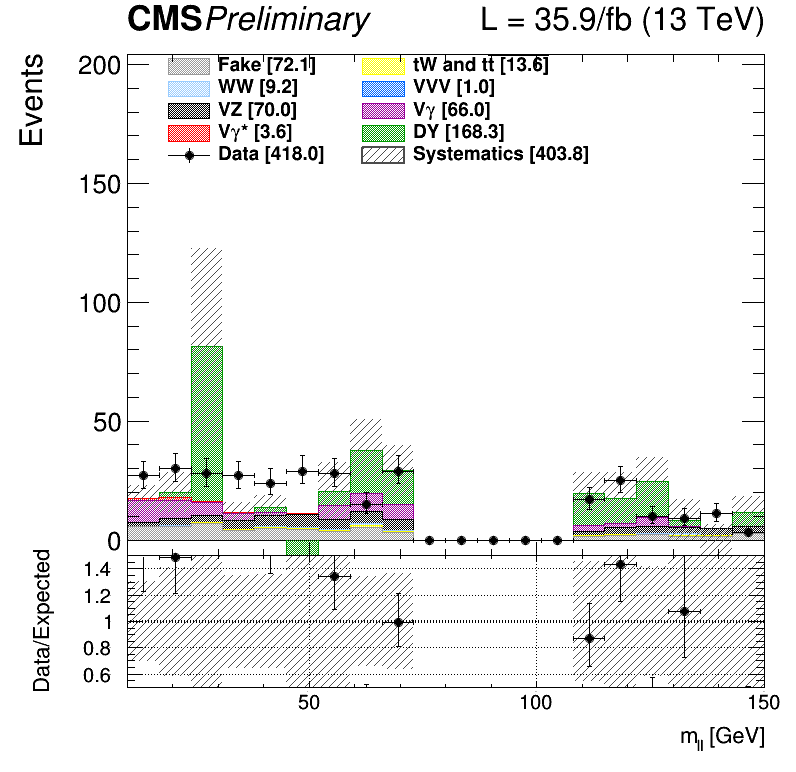 CMS Preliminary L = 35.9/fb (13 TeV)
Events
200
150
100
50
0
Fake [72.1] tW and tt [13.6]
WW [9.2] VVV [1.0]
VZ [70.0] Vγ [66.0]
Vγ* [3.6] DY [168.3]
Data [418.0] Systematics [403.8]
Data/Expected
1.4
1.2
1
0.8
0.6
50 100 150
mll [GeV]